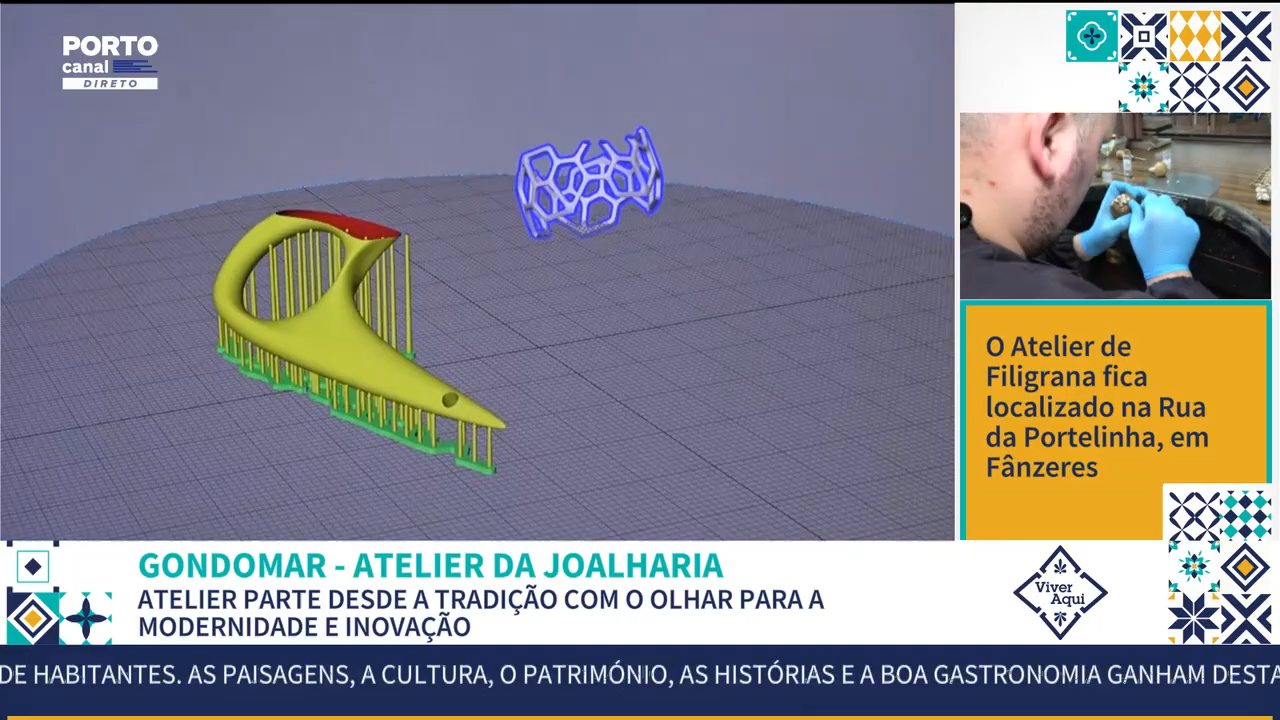 PORTO
canal
DIRETO
O Atelier de
Filigrana fica
localizado na Rua
da Portelinha, em
Fânzeres
GONDOMAR - ATELIER DA JOALHARIA
ATELIER PARTE DESDE A TRADIÇÃO COM O OLHAR PARA A
MODERNIDADE E INOVAÇÃO
Viver
Aqui
DE HABITANTES. AS PAISAGENS, A CULTURA, O PATRIMÓNIO, AS HISTÓRIAS E A BOA GASTRONOMIA GANHAM DESTA